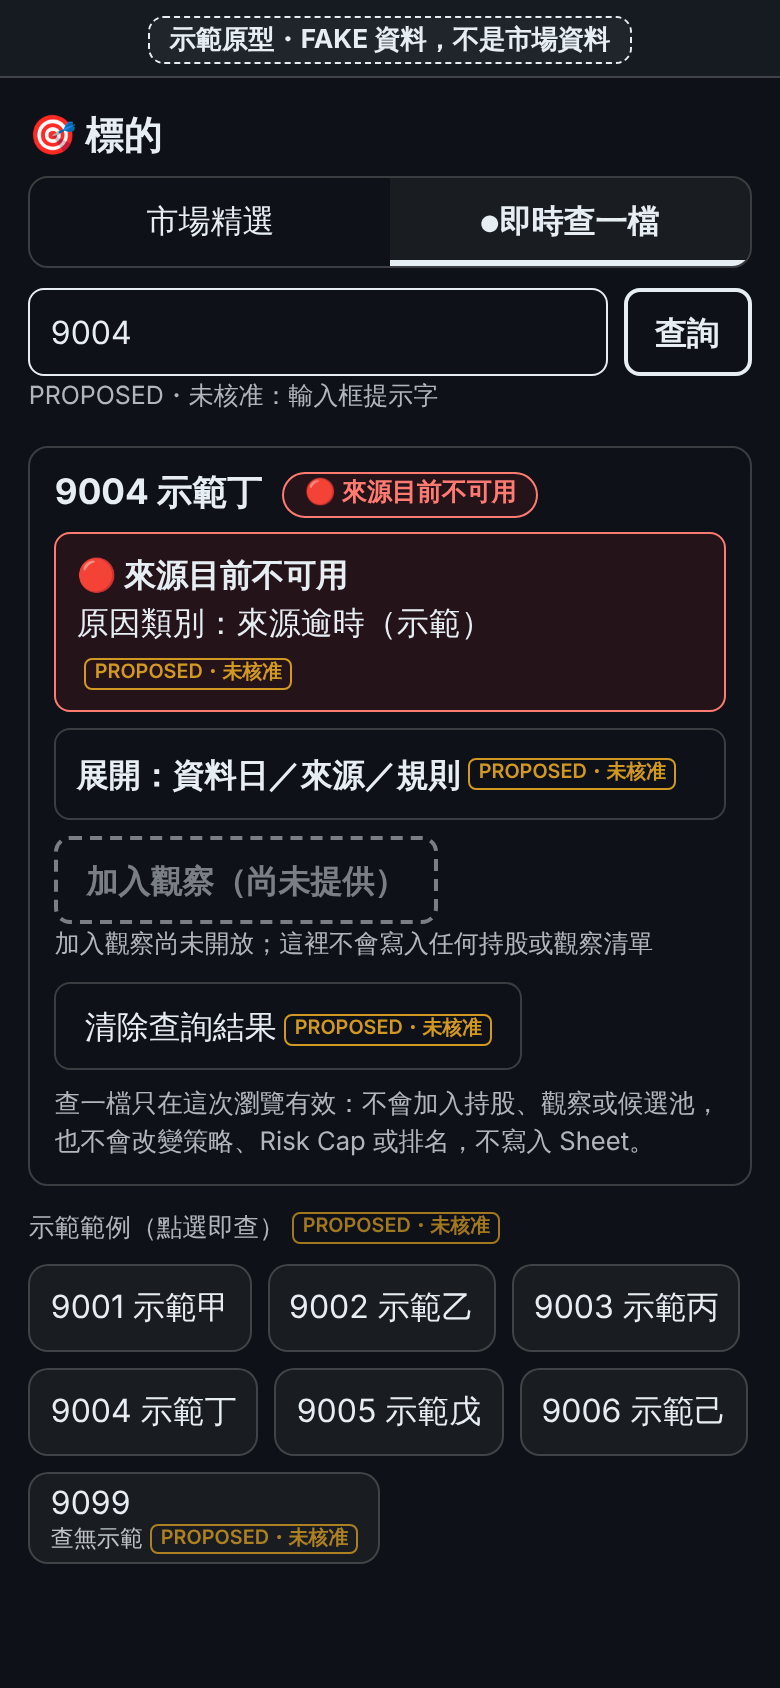 示範原型・FAKE 資料，不是市場資料
🎯 標的
市場精選
●即時查一檔
9004
查詢
PROPOSED・未核准：輸入框提示字
9004 示範丁
🔴 來源目前不可用
🔴 來源目前不可用
原因類別：來源逾時（示範）
PROPOSED・未核准
展開：資料日／來源／規則 PROPOSED・未核准
加入觀察（尚未提供）
加入觀察尚未開放；這裡不會寫入任何持股或觀察清單
清除查詢結果 PROPOSED・未核准
查一檔只在這次瀏覽有效：不會加入持股、觀察或候選池，
也不會改變策略、Risk Cap 或排名，不寫入 Sheet。
示範範例（點選即查） PROPOSED・未核准
9001 示範甲
9002 示範乙
9003 示範丙
9004 示範丁
9005 示範戊
9006 示範己
9099
查無示範 PROPOSED・未核准